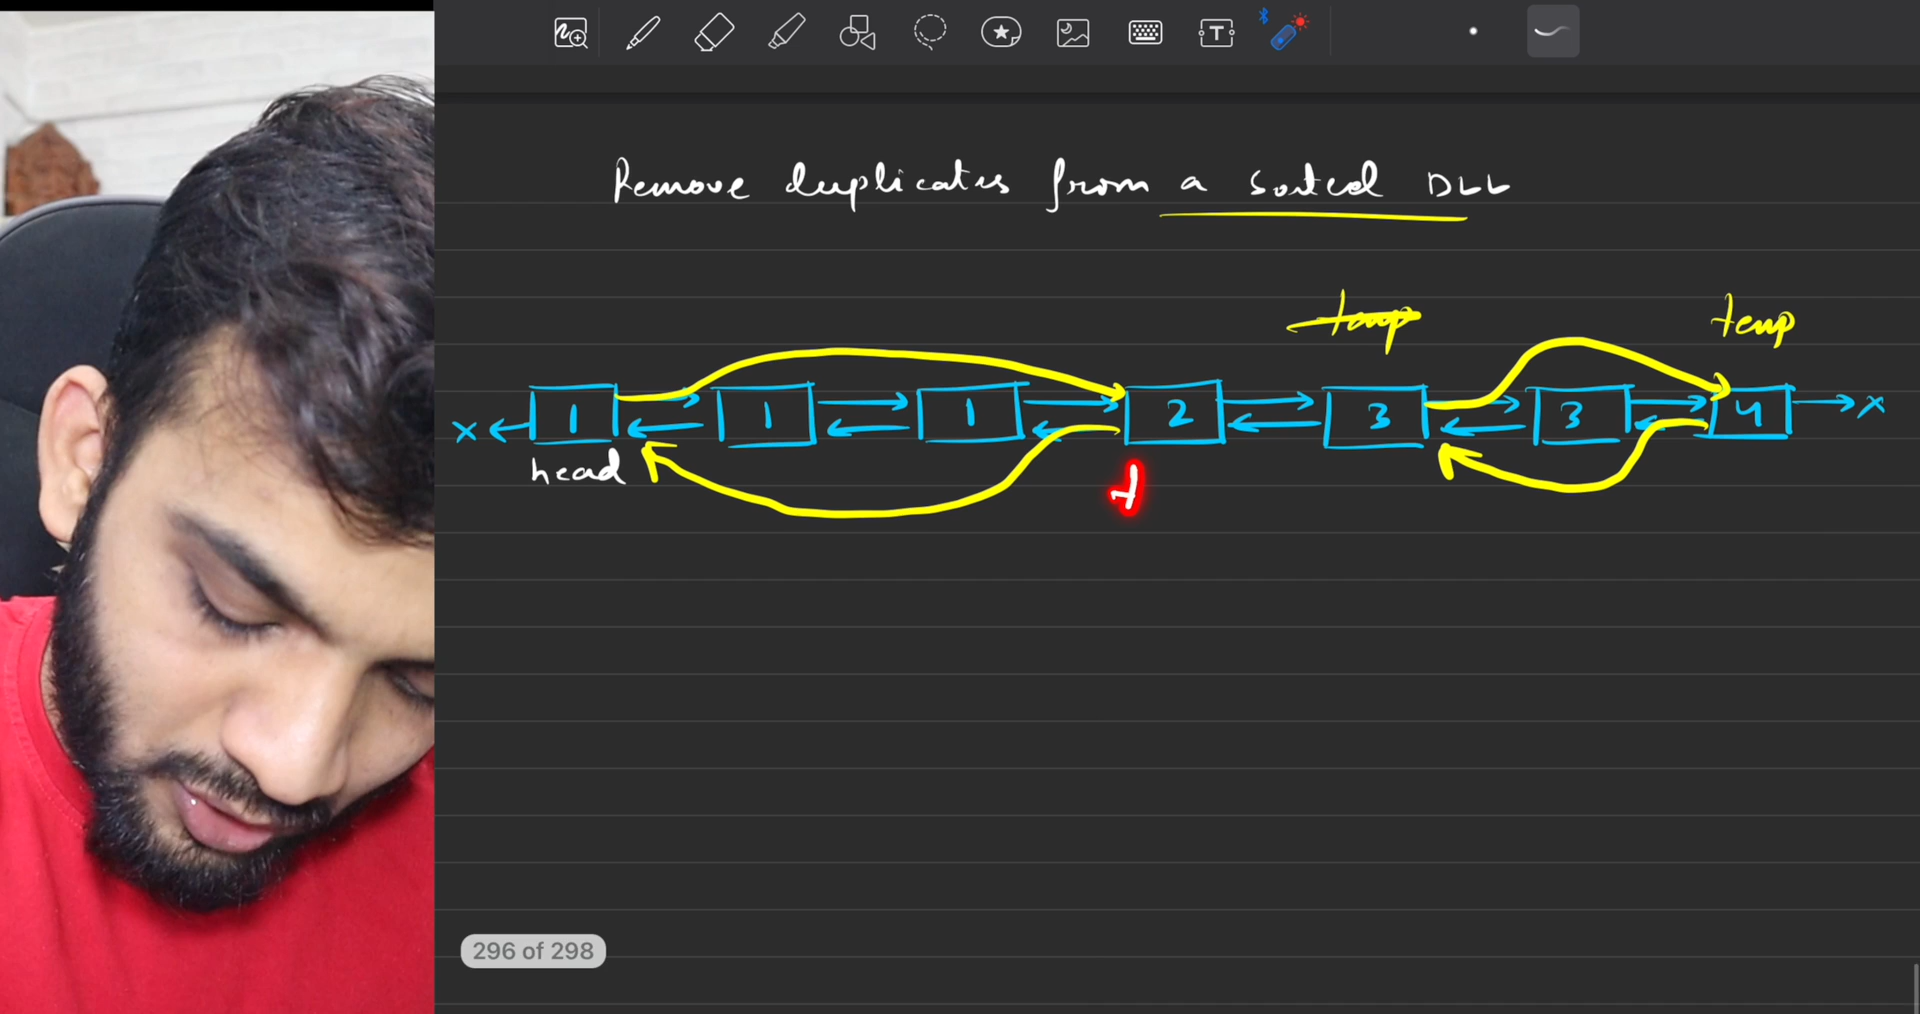 Remove duplicates from a sorted DLL
temp temp
x 1 1 1 2 3 3 4 x
head
296 of 298